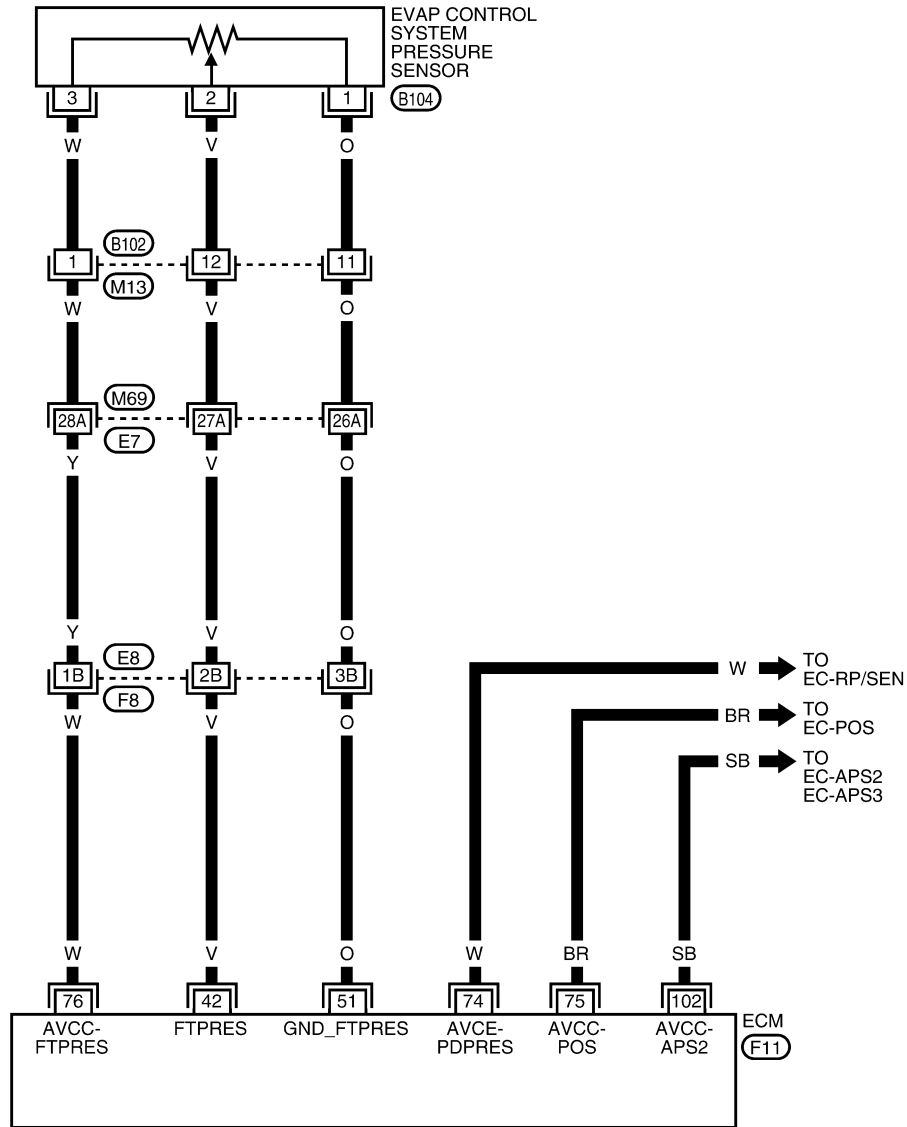 EVAP CONTROL
SYSTEM
PRESSURE
SENSOR
3 2 1 B104
W V O
B102
1 12 11
M13
W V O
M69
28A 27A 26A
E7
Y V O
Y V O
E8
1B 2B 3B
F8
W V O
W TO
EC-RP/SEN
BR TO
EC-POS
SB TO
EC-APS2
EC-APS3
W V O W BR SB
76 42 51 74 75 102
AVCC-
FTPRES
FTPRES
GND_FTPRES
AVCE-
PDPRES
AVCC-
POS
AVCC-
APS2
ECM
F11